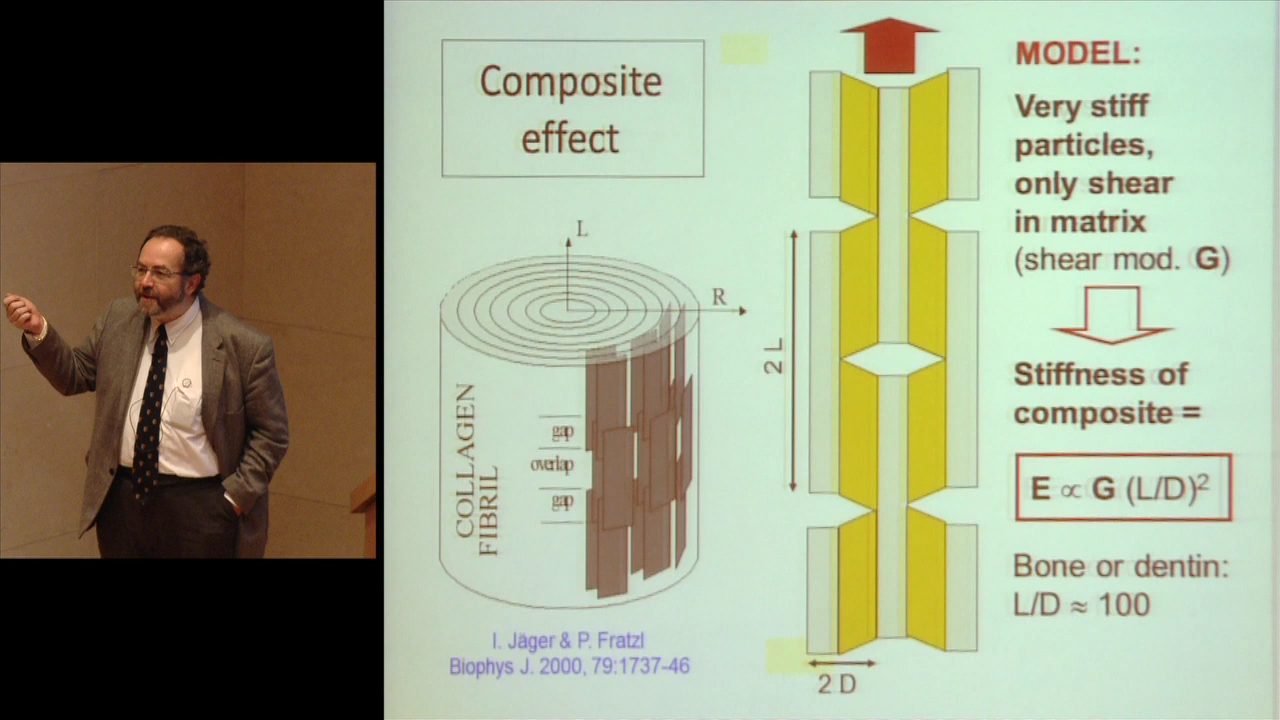 Composite
effect
L
R
COLLAGEN
FIBRIL
gap
overlap
gap
I. Jäger & P. Fratzl
Biophys J. 2000, 79:1737-46
2 L
2 D
MODEL:
Very stiff
particles,
only shear
in matrix
(shear mod. G)
Stiffness of
composite =
E ∝ G (L/D)²
Bone or dentin:
L/D ≈ 100